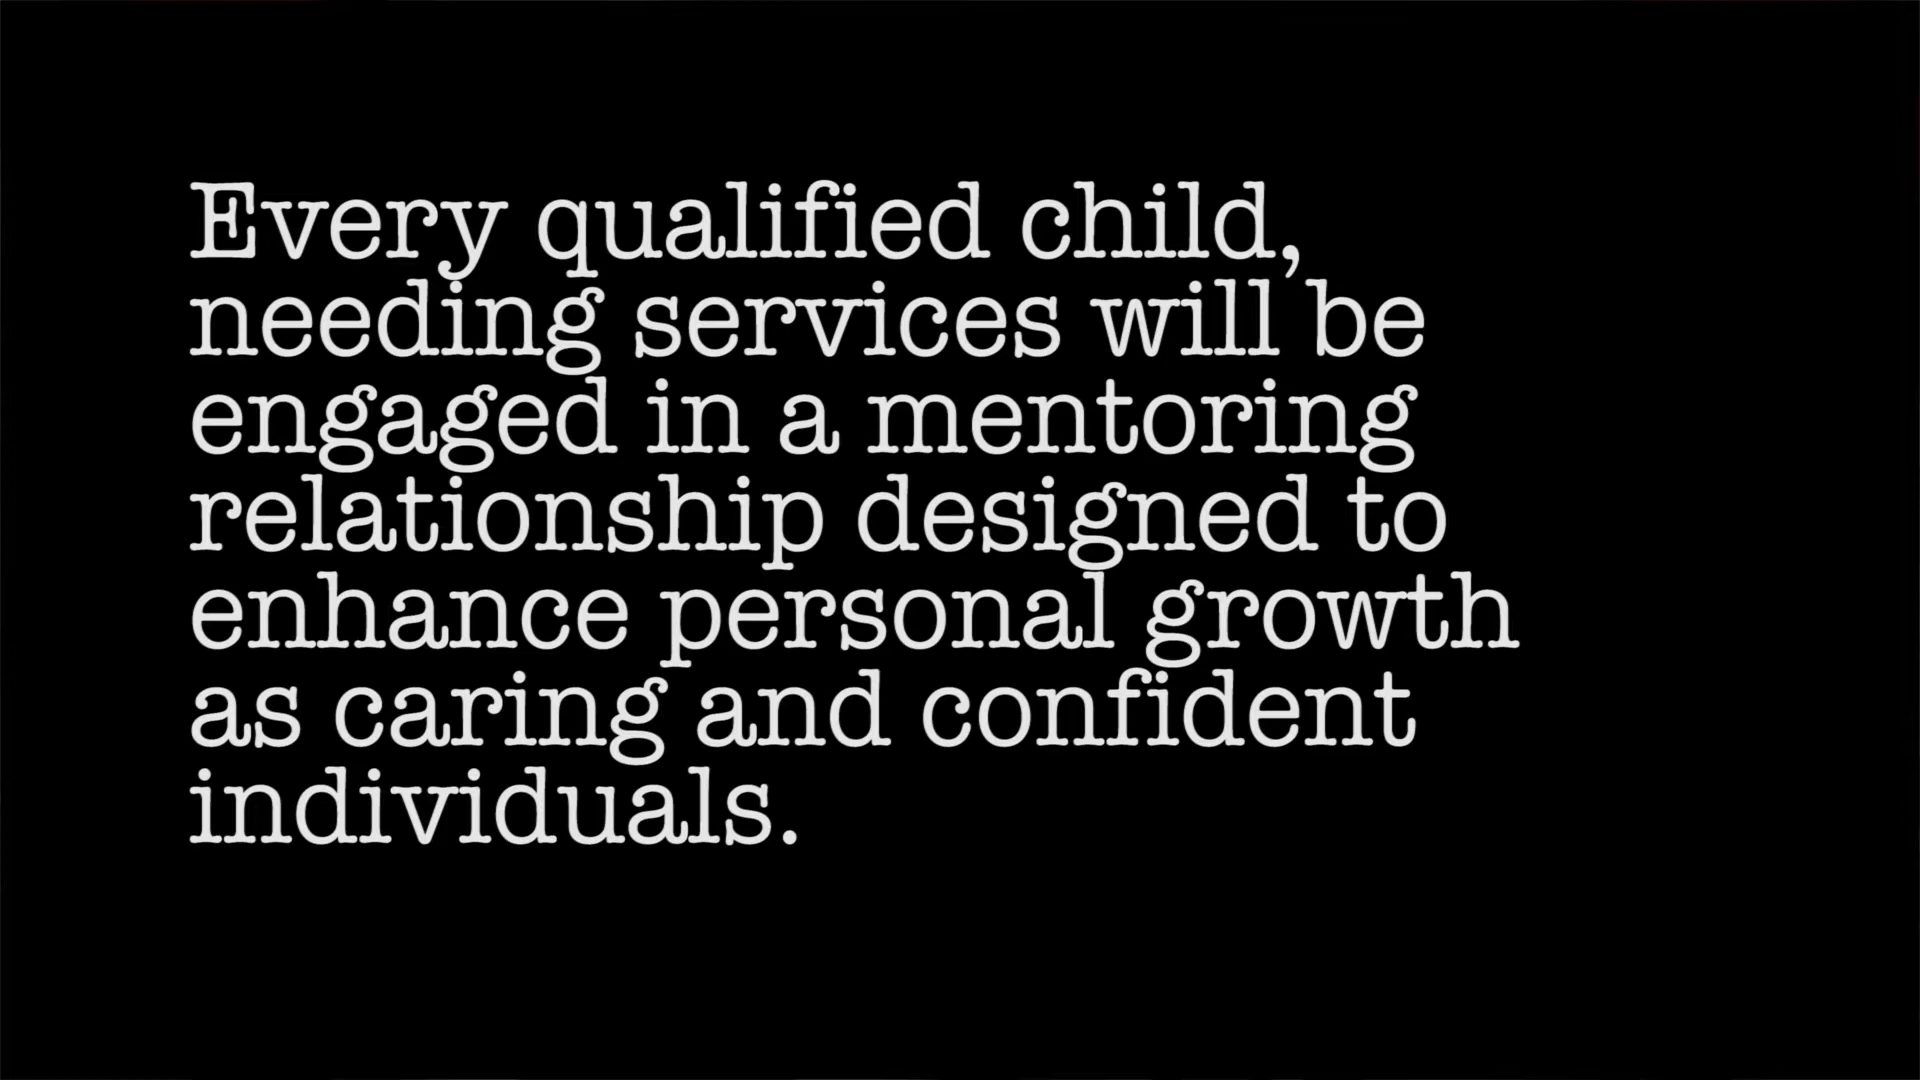 Every qualified child,
needing services will be
engaged in a mentoring
relationship designed to
enhance personal growth
as caring and confident
individuals.